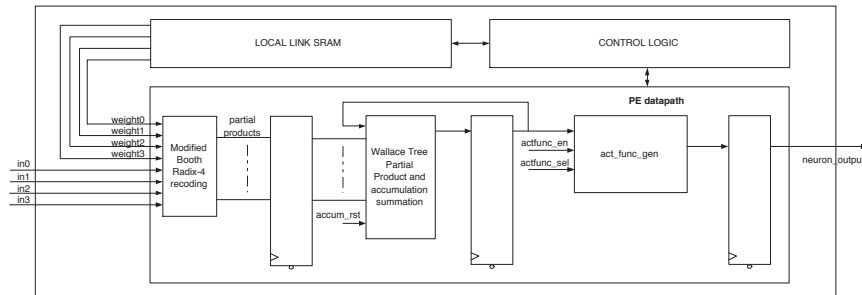 LOCAL LINK SRAM
CONTROL LOGIC
PE datapath
weight0
weight1
weight2
weight3
in0
in1
in2
in3
Modified
Booth
Radix-4
recoding
partial
products
Wallace Tree
Partial
Product and
accumulation
summation
accum_rst
actfunc_en
actfunc_sel
act_func_gen
neuron_output